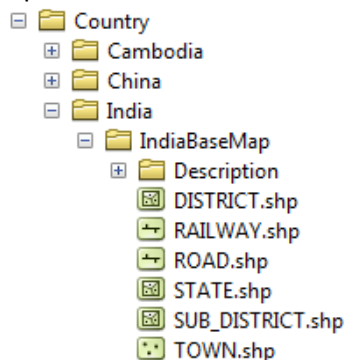 Country
Cambodia
China
India
IndiaBaseMap
Description
DISTRICT.shp
RAILWAY.shp
ROAD.shp
STATE.shp
SUB_DISTRICT.shp
TOWN.shp